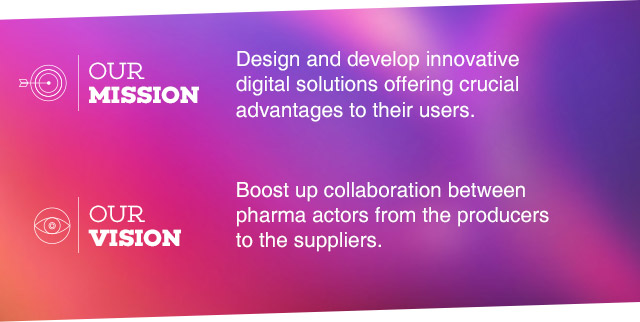 OUR
MISSION
Design and develop innovative
digital solutions offering crucial
advantages to their users.
OUR
VISION
Boost up collaboration between
pharma actors from the producers
to the suppliers.